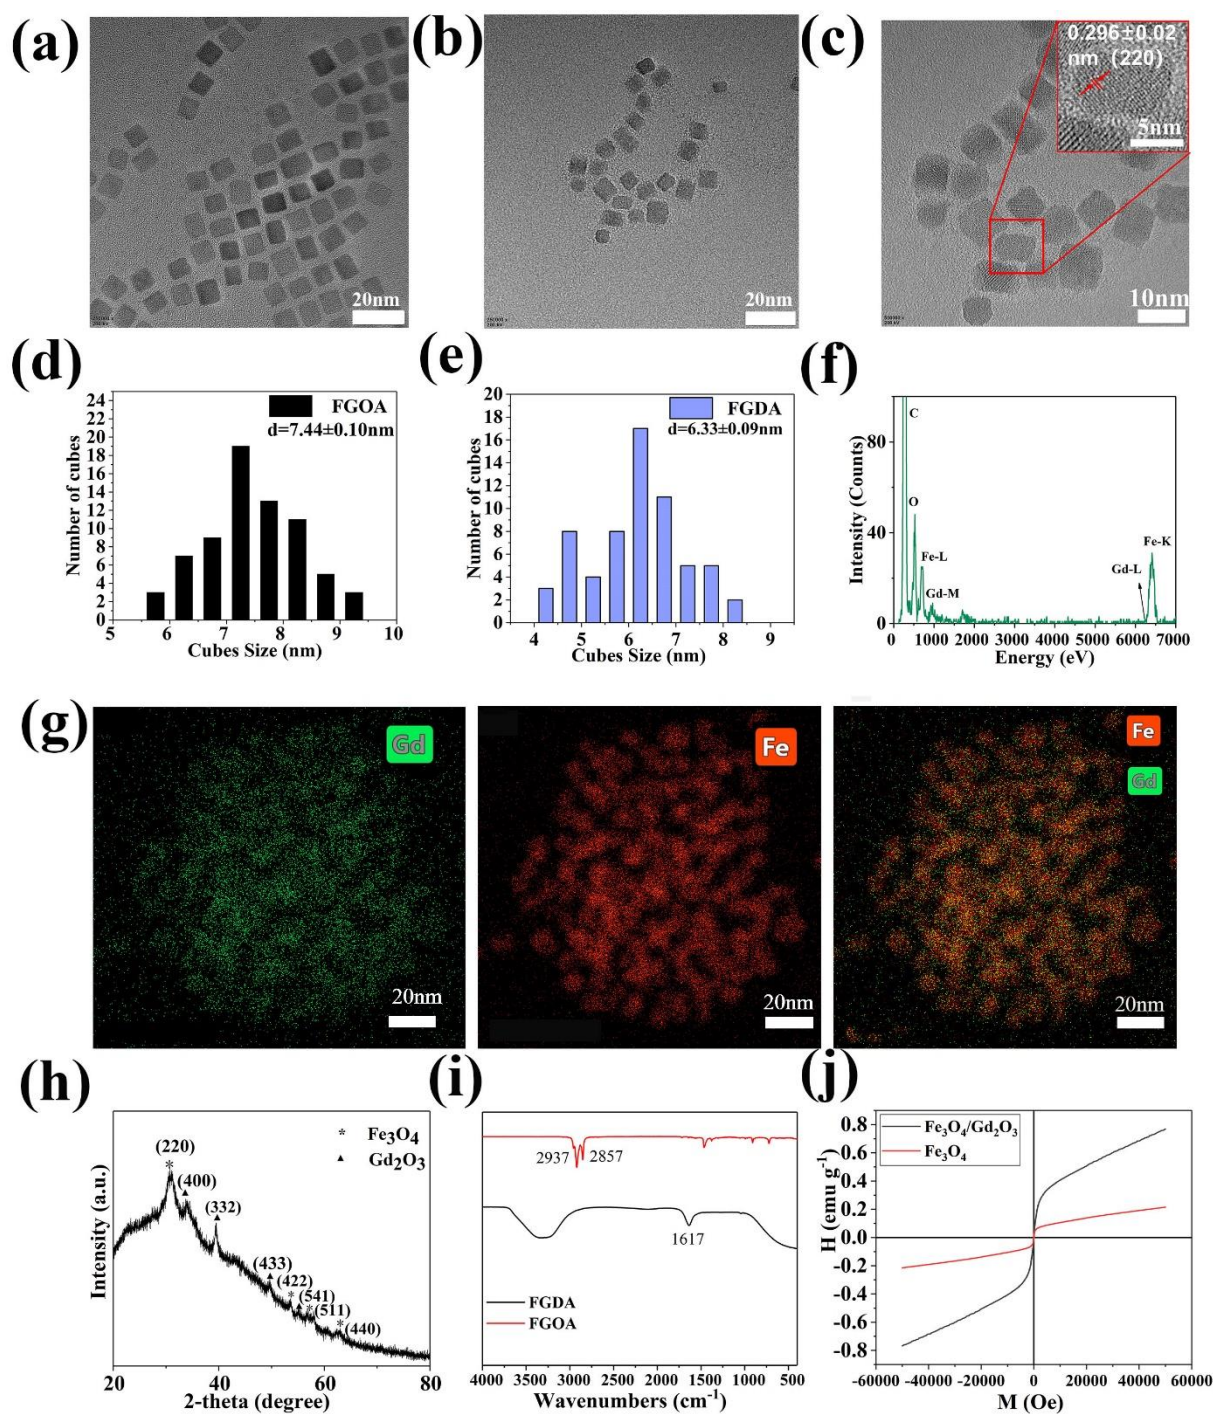 (a)
20nm
(b)
20nm
(c)
0.296±0.02
nm (220)
5nm
10nm
(d)
FGOA
d=7.44±0.10nm
Number of cubes
24
22
20
18
16
14
12
10
8
6
4
2
0
5 6 7 8 9 10
Cubes Size (nm)
(e)
FGDA
d=6.33±0.09nm
Number of cubes
20
18
16
14
12
10
8
6
4
2
0
4 5 6 7 8 9
Cubes Size (nm)
(f)
Intensity (Counts)
80
40
0
C
O
Fe-L
Gd-M
Gd-L
Fe-K
0 1000 2000 3000 4000 5000 6000 7000
Energy (eV)
(g)
Gd
20nm
Fe
20nm
Fe
Gd
20nm
(h)
* Fe₃O₄
▲ Gd₂O₃
(220)
(400)
(332)
(433)
(422)
(541)
(511)
(440)
Intensity (a.u.)
20 40 60 80
2-theta (degree)
(i)
2937 2857
1617
FGDA
FGOA
4000 3500 3000 2500 2000 1500 1000 500
Wavenumbers (cm⁻¹)
(j)
Fe₃O₄/Gd₂O₃
Fe₃O₄
H (emu g⁻¹)
0.8
0.6
0.4
0.2
0.0
-0.2
-0.4
-0.6
-0.8
-60000 -40000 -20000 0 20000 40000 60000
M (Oe)